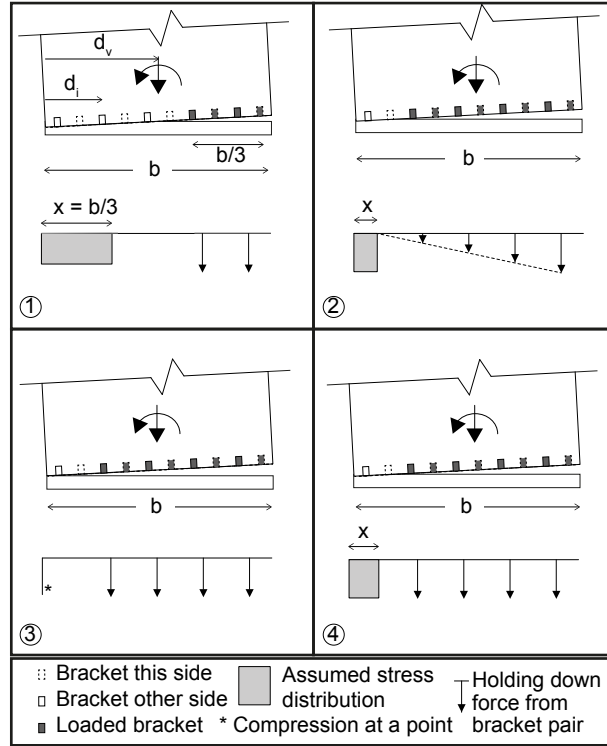 d_v
d_i
b/3
b
x = b/3
①
b
x
②
b
*
③
b
x
④
Bracket this side
Bracket other side
Loaded bracket
Assumed stress
distribution
* Compression at a point
Holding down
force from
bracket pair